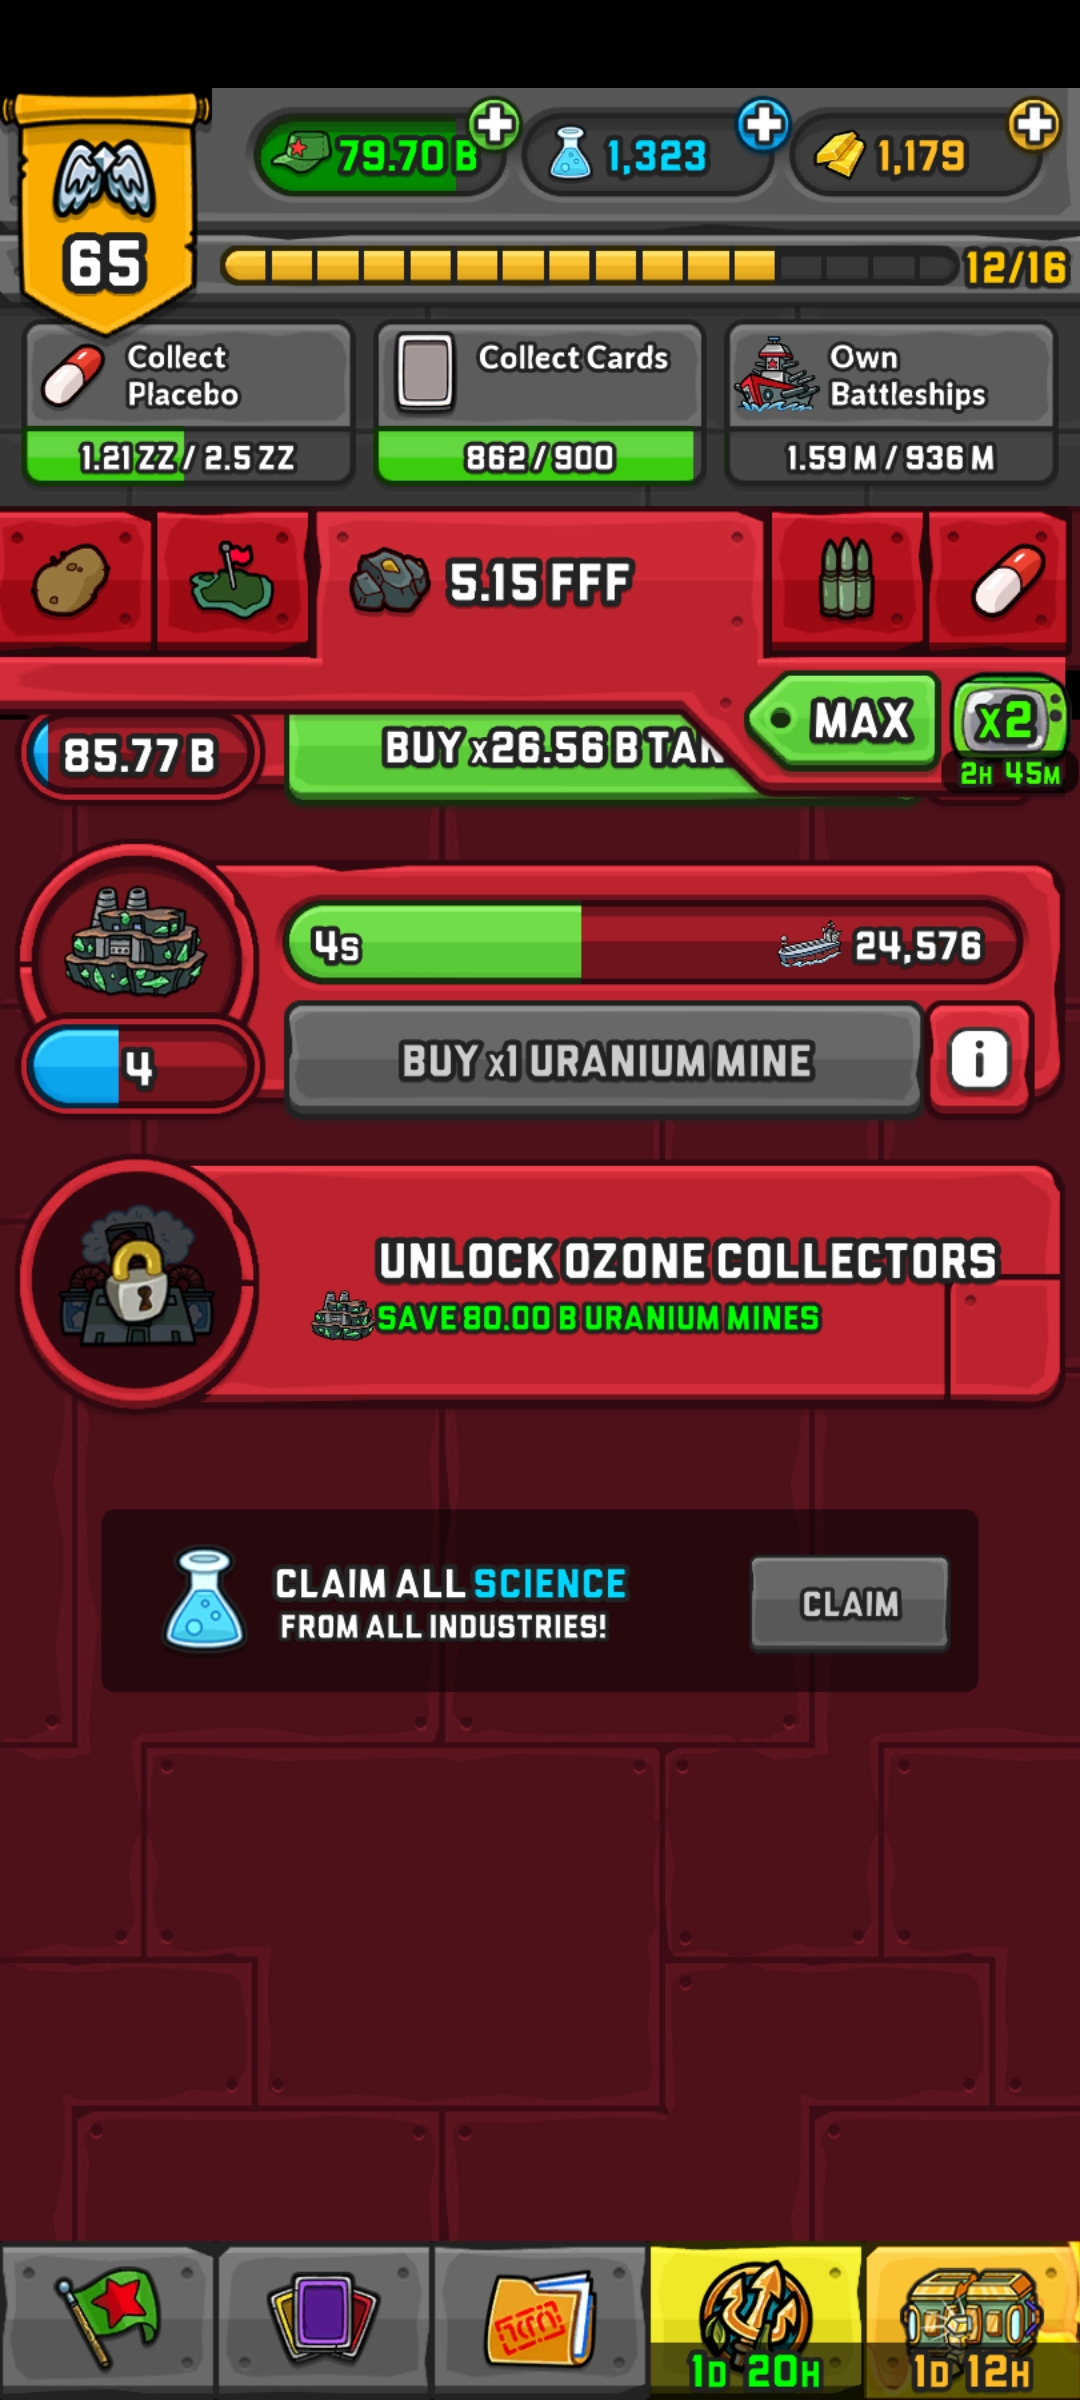 79.70 B
1,323
1,179
65
12/16
Collect
Placebo
1.21 ZZ / 2.5 ZZ
Collect Cards
862/900
Own
Battleships
1.59 M / 936 M
5.15 FFF
MAX
x2
2H 45M
85.77 B
BUY x26.56 B
4s
24,576
4
BUY x1 URANIUM MINE
i
UNLOCK OZONE COLLECTORS
SAVE 80.00 B URANIUM MINES
CLAIM ALL SCIENCE
FROM ALL INDUSTRIES!
CLAIM
1D 20H
1D 12H